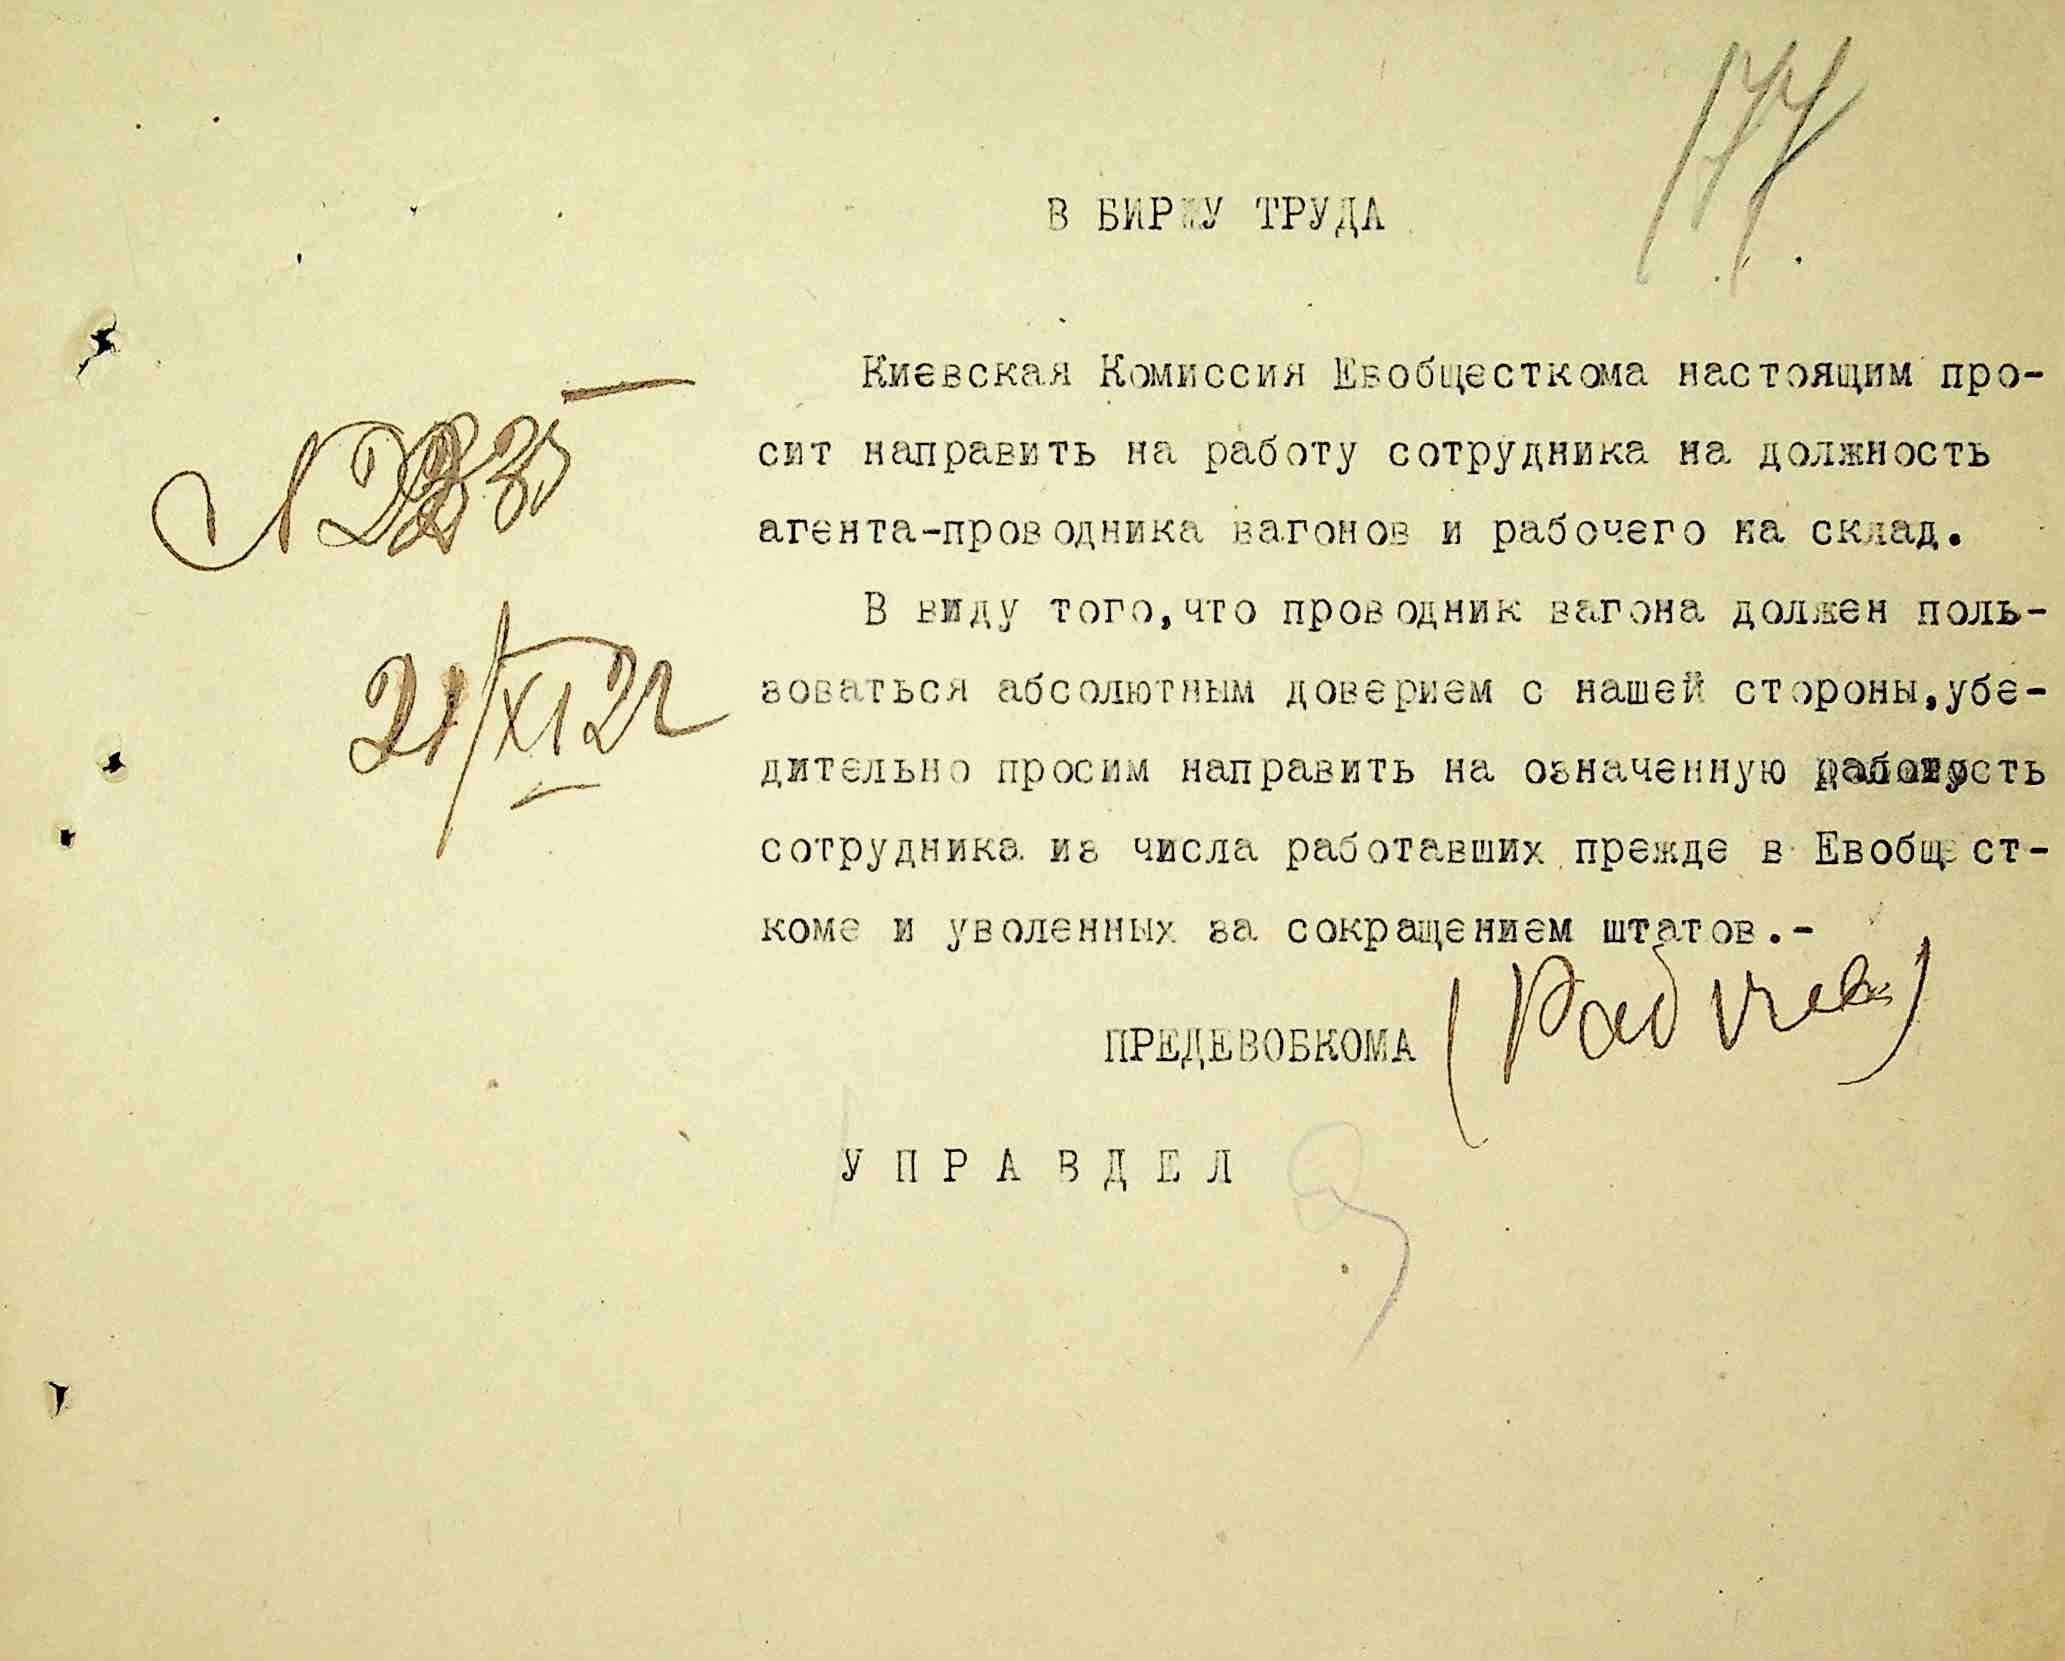 177
В БИРЖУ ТРУДА
Киевская Комиссия Евобщесткома настоящим про-
сит направить на работу сотрудника на должность
агента-проводника вагонов и рабочего на склад.
В виду того,что проводник вагона должен поль-
зоваться абсолютным доверием с нашей стороны,убе-
дительно просим направить на означенную должность
сотрудника из числа работавших прежде в Евобщест-
коме и уволенных за сокращением штатов.-
21/XI 22
ПРЕДЕВОБКОМА (Рабичев)
УПРАВДЕЛ